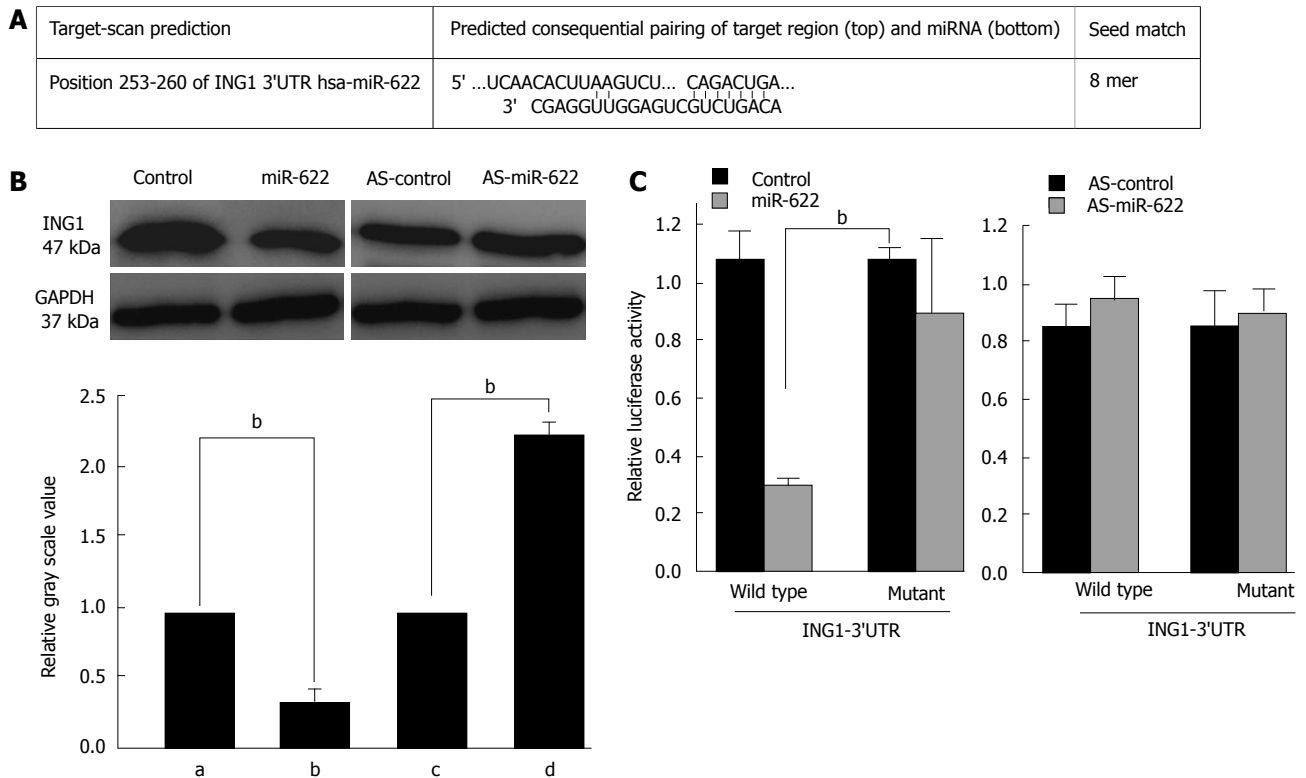 A
Target-scan prediction
Predicted consequential pairing of target region (top) and miRNA (bottom)
Seed match
Position 253-260 of ING1 3'UTR hsa-miR-622
5' ...UCAACACUUAAGUCU... CAGACUGA...
3' CGAGGUUGGAGUCGUCUGACA
8 mer
B
Control miR-622 AS-control AS-miR-622
ING1
47 kDa
GAPDH
37 kDa
Relative gray scale value
2.5
2.0
1.5
1.0
0.5
0.0
b
b
a b c d
C
Control
miR-622
b
Relative luciferase activity
1.2
1.0
0.8
0.6
0.4
0.2
0.0
Wild type Mutant
ING1-3'UTR
AS-control
AS-miR-622
1.2
1.0
0.8
0.6
0.4
0.2
0.0
Wild type Mutant
ING1-3'UTR